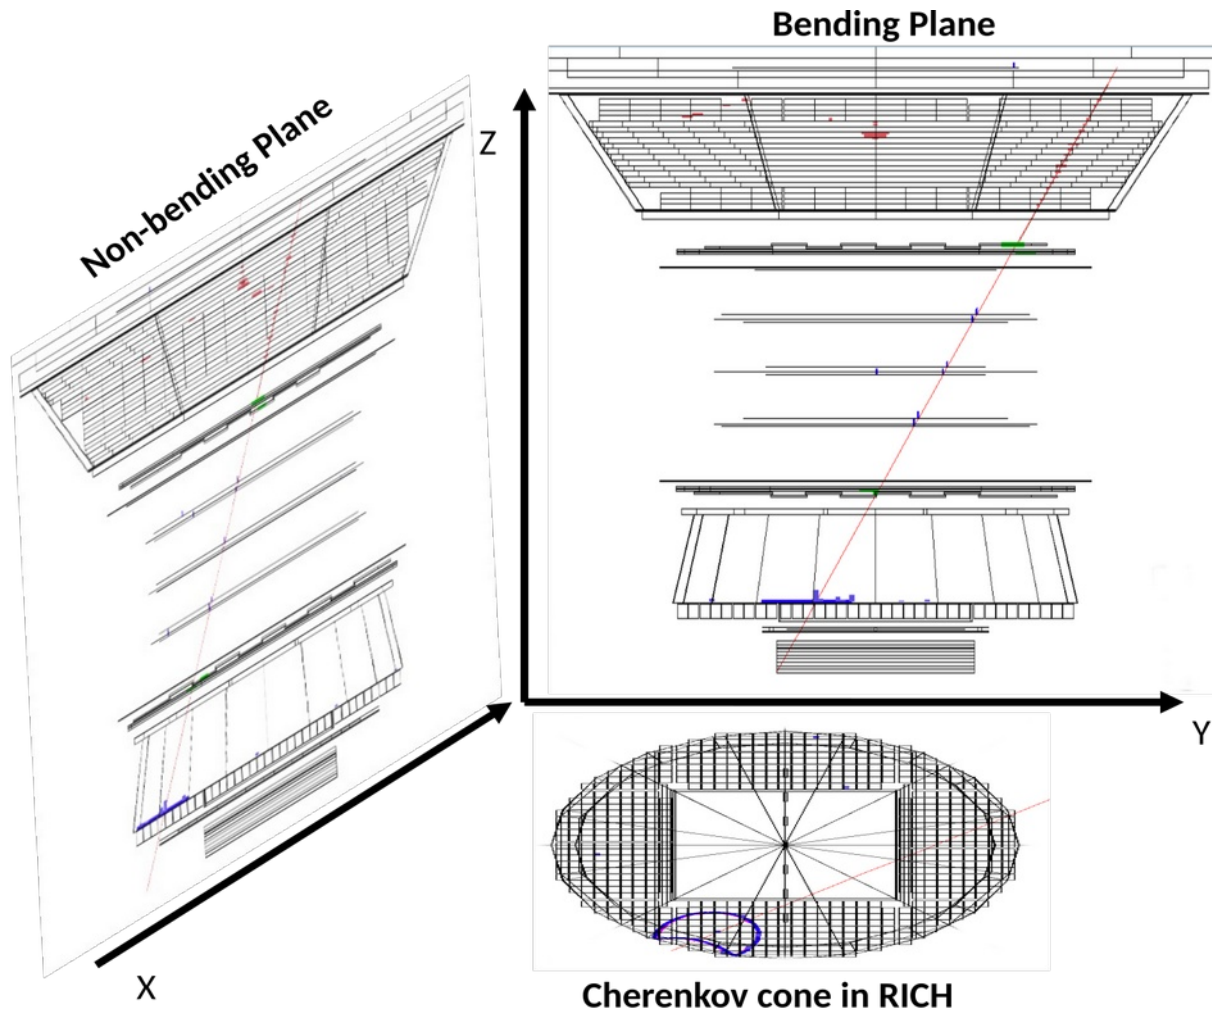 Bending Plane
Non-bending Plane
Z
Y
X
Cherenkov cone in RICH